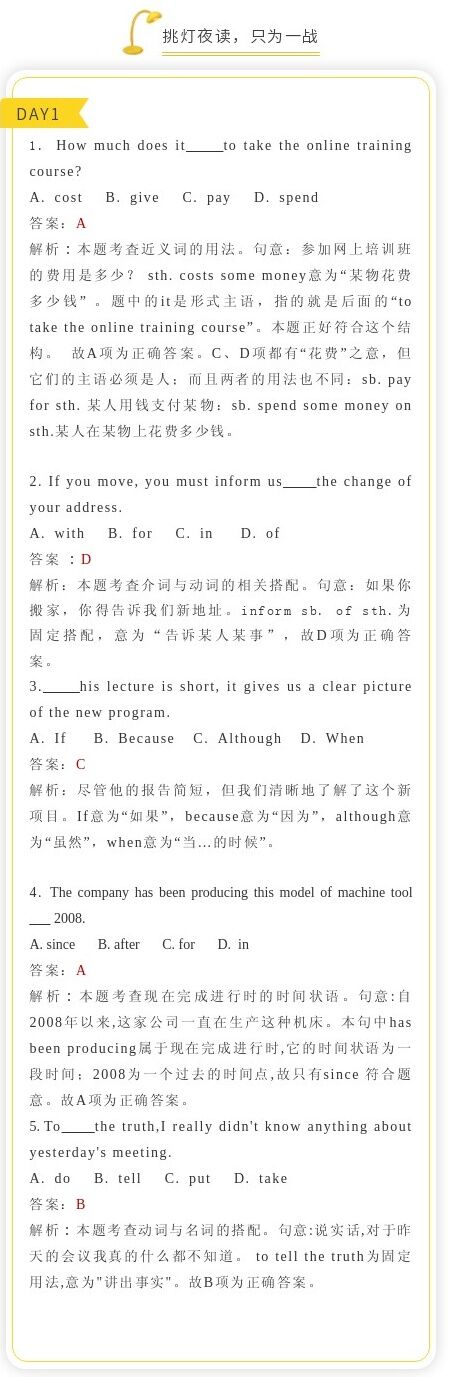 挑灯夜读，只为一战
DAY1
1. How much does it_____to take the online training
course?
A. cost B. give C. pay D. spend
答案：A
解析：本题考查近义词的用法。句意：参加网上培训班
的费用是多少？ sth. costs some money意为“某物花费
多少钱” 。题中的it是形式主语，指的就是后面的“to
take the online training course”。本题正好符合这个结
构。 故A项为正确答案。C、D项都有“花费”之意，但
它们的主语必须是人；而且两者的用法也不同：sb. pay
for sth. 某人用钱支付某物；sb. spend some money on
sth.某人在某物上花费多少钱。
2. If you move, you must inform us_____the change of
your address.
A. with B. for C. in D. of
答案 ：D
解析：本题考查介词与动词的相关搭配。句意：如果你
搬家，你得告诉我们新地址。inform sb. of sth.为
固定搭配，意为“告诉某人某事”，故D项为正确答
案。
3._____his lecture is short, it gives us a clear picture
of the new program.
A. If B. Because C. Although D. When
答案：C
解析：尽管他的报告简短，但我们清晰地了解了这个新
项目。If意为“如果”，because意为“因为”，although意
为“虽然”，when意为“当...的时候”。
4. The company has been producing this model of machine tool
___ 2008.
A. since B. after C. for D. in
答案：A
解析：本题考查现在完成进行时的时间状语。句意:自
2008年以来,这家公司一直在生产这种机床。本句中has
been producing属于现在完成进行时,它的时间状语为一
段时间；2008为一个过去的时间点,故只有since 符合题
意。故A项为正确答案。
5. To_____the truth,I really didn't know anything about
yesterday's meeting.
A. do B. tell C. put D. take
答案：B
解析：本题考查动词与名词的搭配。句意:说实话,对于昨
天的会议我真的什么都不知道。 to tell the truth为固定
用法,意为"讲出事实"。故B项为正确答案。